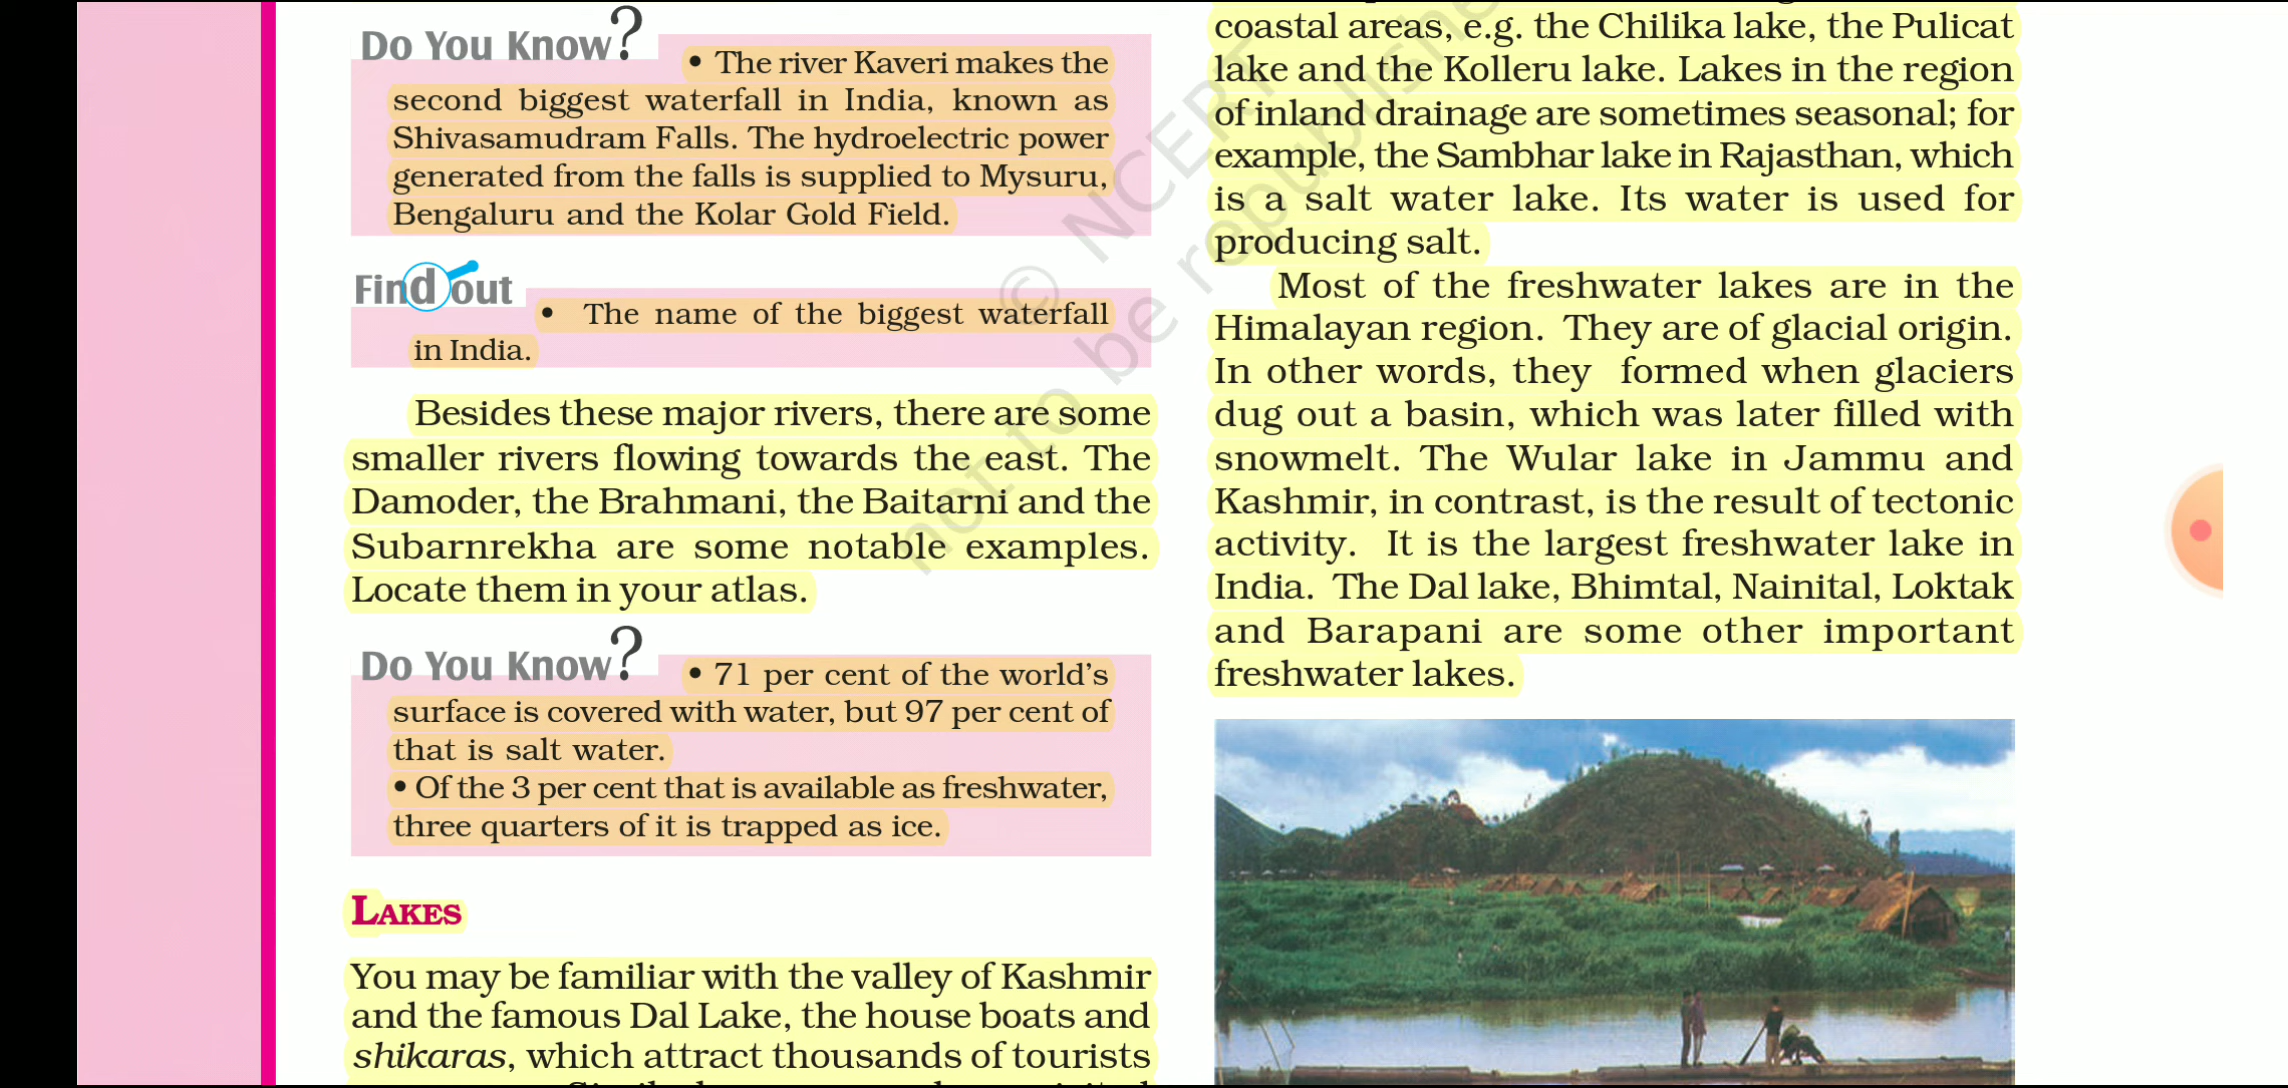 Do You Know?
• The river Kaveri makes the
second biggest waterfall in India, known as
Shivasamudram Falls. The hydroelectric power
generated from the falls is supplied to Mysuru,
Bengaluru and the Kolar Gold Field.
Find out
• The name of the biggest waterfall
in India.
Besides these major rivers, there are some
smaller rivers flowing towards the east. The
Damoder, the Brahmani, the Baitarni and the
Subarnrekha are some notable examples.
Locate them in your atlas.
Do You Know?
• 71 per cent of the world's
surface is covered with water, but 97 per cent of
that is salt water.
• Of the 3 per cent that is available as freshwater,
three quarters of it is trapped as ice.
LAKES
You may be familiar with the valley of Kashmir
and the famous Dal Lake, the house boats and
shikaras, which attract thousands of tourists
coastal areas, e.g. the Chilika lake, the Pulicat
lake and the Kolleru lake. Lakes in the region
of inland drainage are sometimes seasonal; for
example, the Sambhar lake in Rajasthan, which
is a salt water lake. Its water is used for
producing salt.
Most of the freshwater lakes are in the
Himalayan region. They are of glacial origin.
In other words, they formed when glaciers
dug out a basin, which was later filled with
snowmelt. The Wular lake in Jammu and
Kashmir, in contrast, is the result of tectonic
activity. It is the largest freshwater lake in
India. The Dal lake, Bhimtal, Nainital, Loktak
and Barapani are some other important
freshwater lakes.
© NCERT
not to be republishe